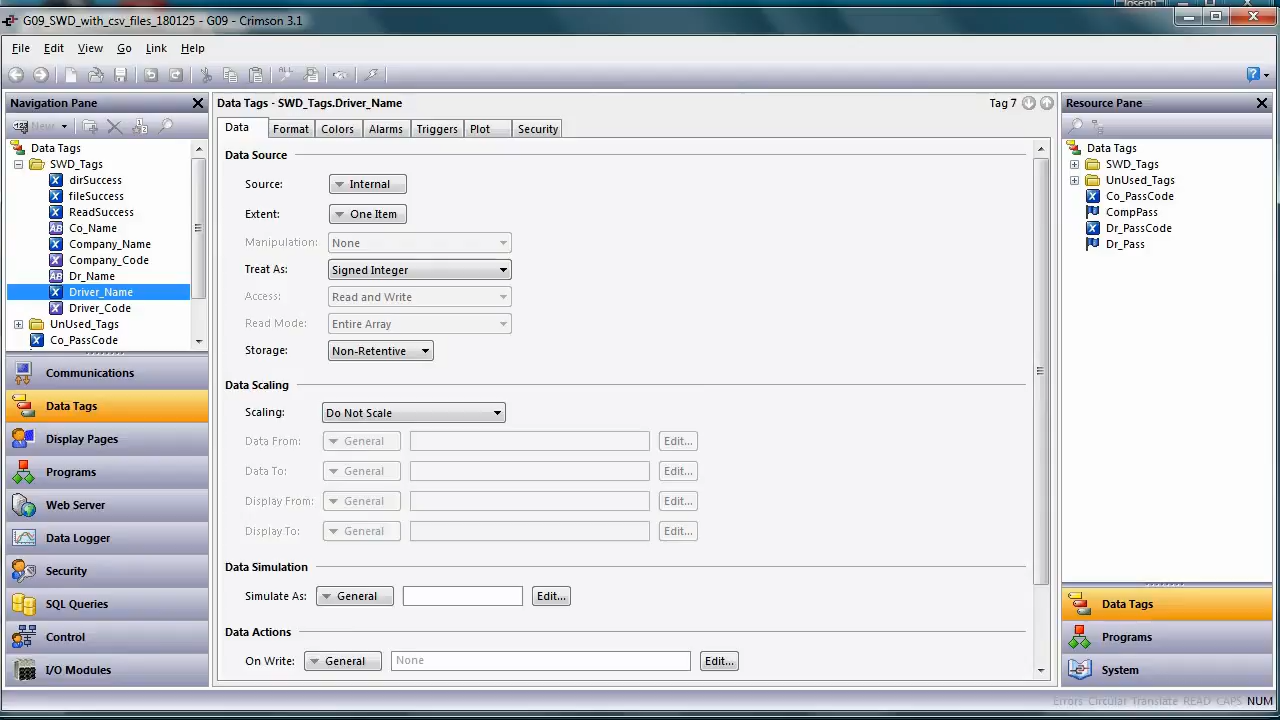 Joseph
G09_SWD_with_csv_files_180125 - G09 - Crimson 3.1
File Edit View Go Link Help
Navigation Pane
New
Data Tags
SWD_Tags
dirSuccess
fileSuccess
ReadSuccess
Co_Name
Company_Name
Company_Code
Dr_Name
Driver_Name
Driver_Code
UnUsed_Tags
Co_PassCode
Communications
Data Tags
Display Pages
Programs
Web Server
Data Logger
Security
SQL Queries
Control
I/O Modules
Data Tags - SWD_Tags.Driver_Name
Tag 7
Data Format Colors Alarms Triggers Plot Security
Data Source
Source: Internal
Extent: One Item
Manipulation: None
Treat As: Signed Integer
Access: Read and Write
Read Mode: Entire Array
Storage: Non-Retentive
Data Scaling
Scaling: Do Not Scale
Data From: General Edit...
Data To: General Edit...
Display From: General Edit...
Display To: General Edit...
Data Simulation
Simulate As: General Edit...
Data Actions
On Write: General None Edit...
Resource Pane
Data Tags
SWD_Tags
UnUsed_Tags
Co_PassCode
CompPass
Dr_PassCode
Dr_Pass
Data Tags
Programs
System
Errors Circular Translate READ CAPS NUM